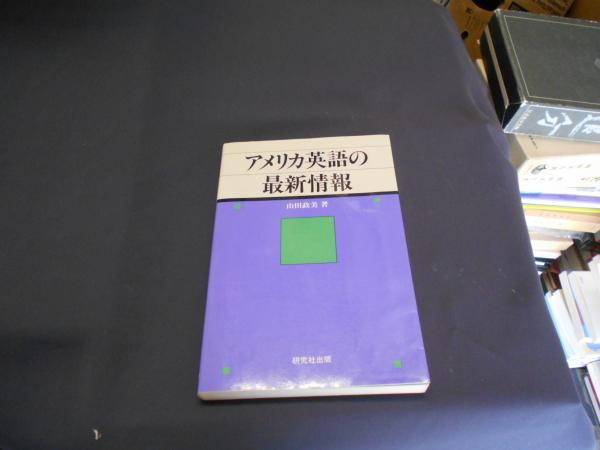 アメリカ英語の
最新情報
山田政美 著
研究社出版